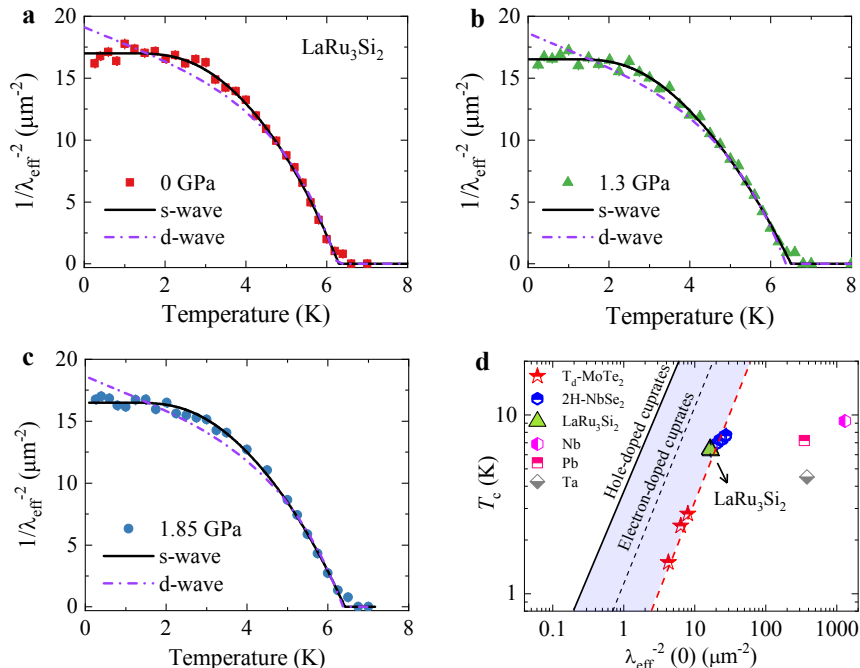 a
20
15
10
5
0
1/λeff⁻² (μm⁻²)
LaRu₃Si₂
0 GPa
s-wave
d-wave
0 2 4 6 8
Temperature (K)
b
20
15
10
5
0
1/λeff⁻² (μm⁻²)
1.3 GPa
s-wave
d-wave
0 2 4 6 8
Temperature (K)
c
20
15
10
5
0
1/λeff⁻² (μm⁻²)
1.85 GPa
s-wave
d-wave
0 2 4 6 8
Temperature (K)
d
10
1
Tc (K)
Td-MoTe₂
2H-NbSe₂
LaRu₃Si₂
Nb
Pb
Ta
Hole-doped cuprates
Electron-doped cuprates
LaRu₃Si₂
0.1 1 10 100 1000
λeff⁻² (0) (μm⁻²)